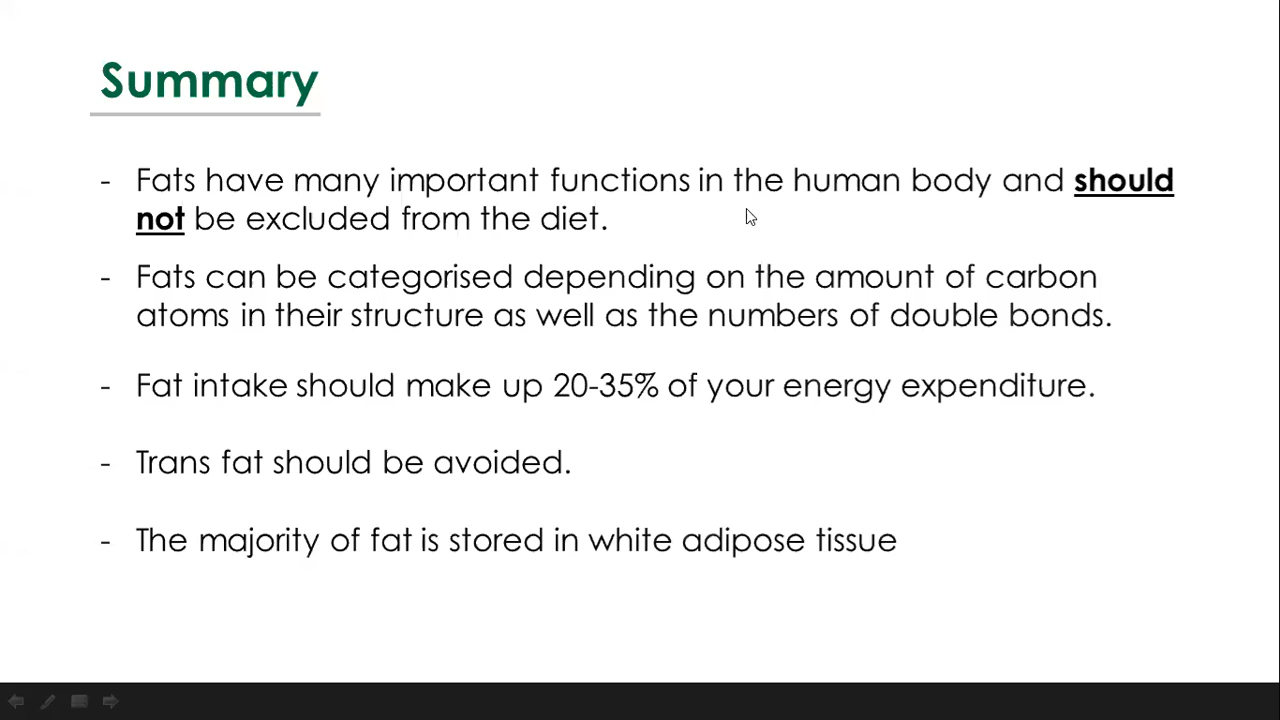 Summary
- Fats have many important functions in the human body and should
not be excluded from the diet.
- Fats can be categorised depending on the amount of carbon
atoms in their structure as well as the numbers of double bonds.
- Fat intake should make up 20-35% of your energy expenditure.
- Trans fat should be avoided.
- The majority of fat is stored in white adipose tissue